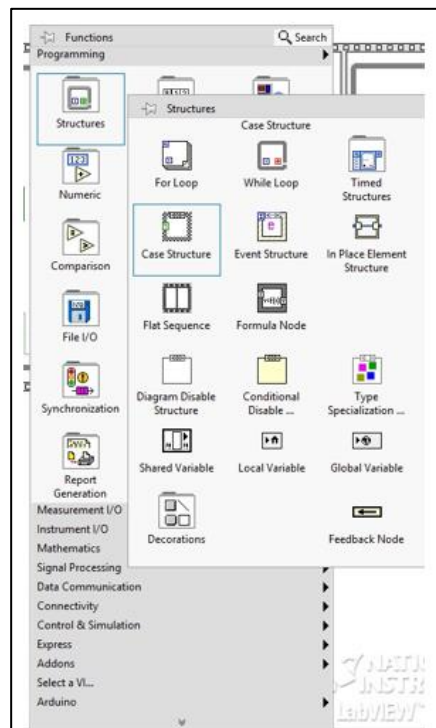 Functions
Search
Programming
Structures
Numeric
Comparison
File I/O
Synchronization
Report
Generation
Structures
Case Structure
For Loop
While Loop
Timed
Structures
Case Structure
Event Structure
In Place Element
Structure
Flat Sequence
Formula Node
Diagram Disable
Structure
Conditional
Disable ...
Type
Specialization ...
Shared Variable
Local Variable
Global Variable
Decorations
Feedback Node
Measurement I/O
Instrument I/O
Mathematics
Signal Processing
Data Communication
Connectivity
Control & Simulation
Express
Addons
Select a VI...
Arduino
NATI
INSTR
LabVIEW